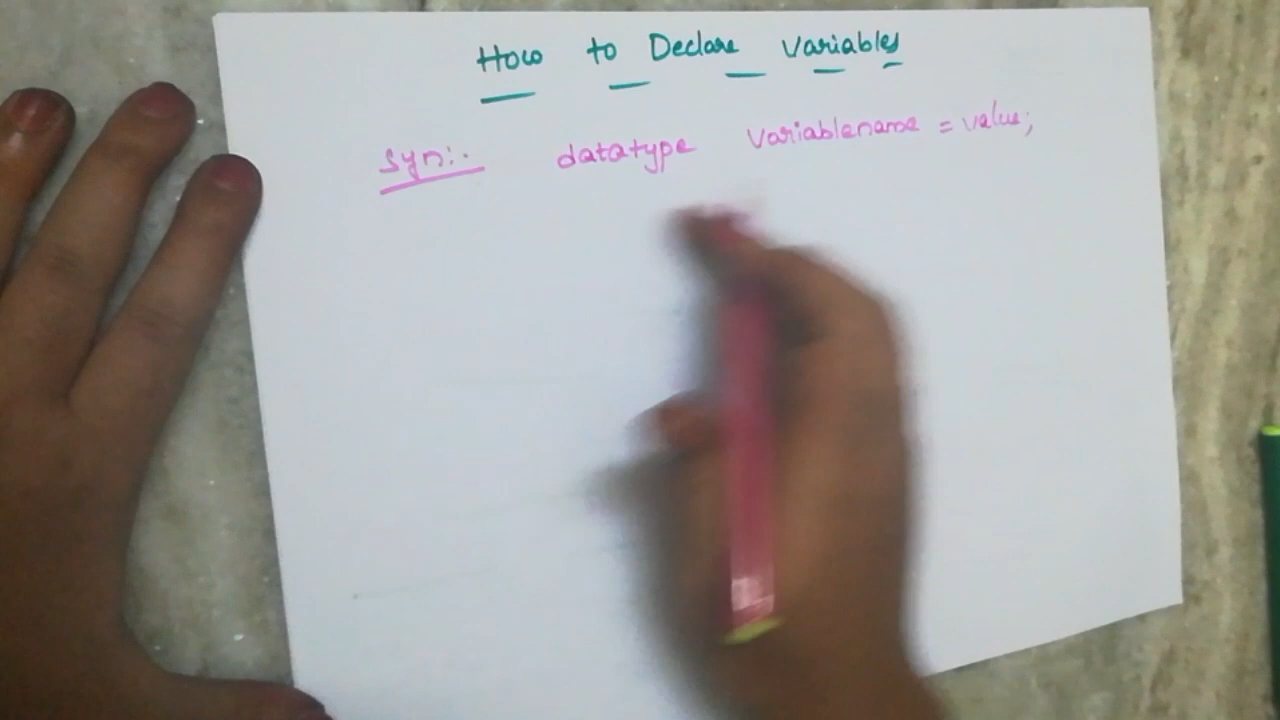 How to Declare Variables
Syn:- datatype Variablename = value;